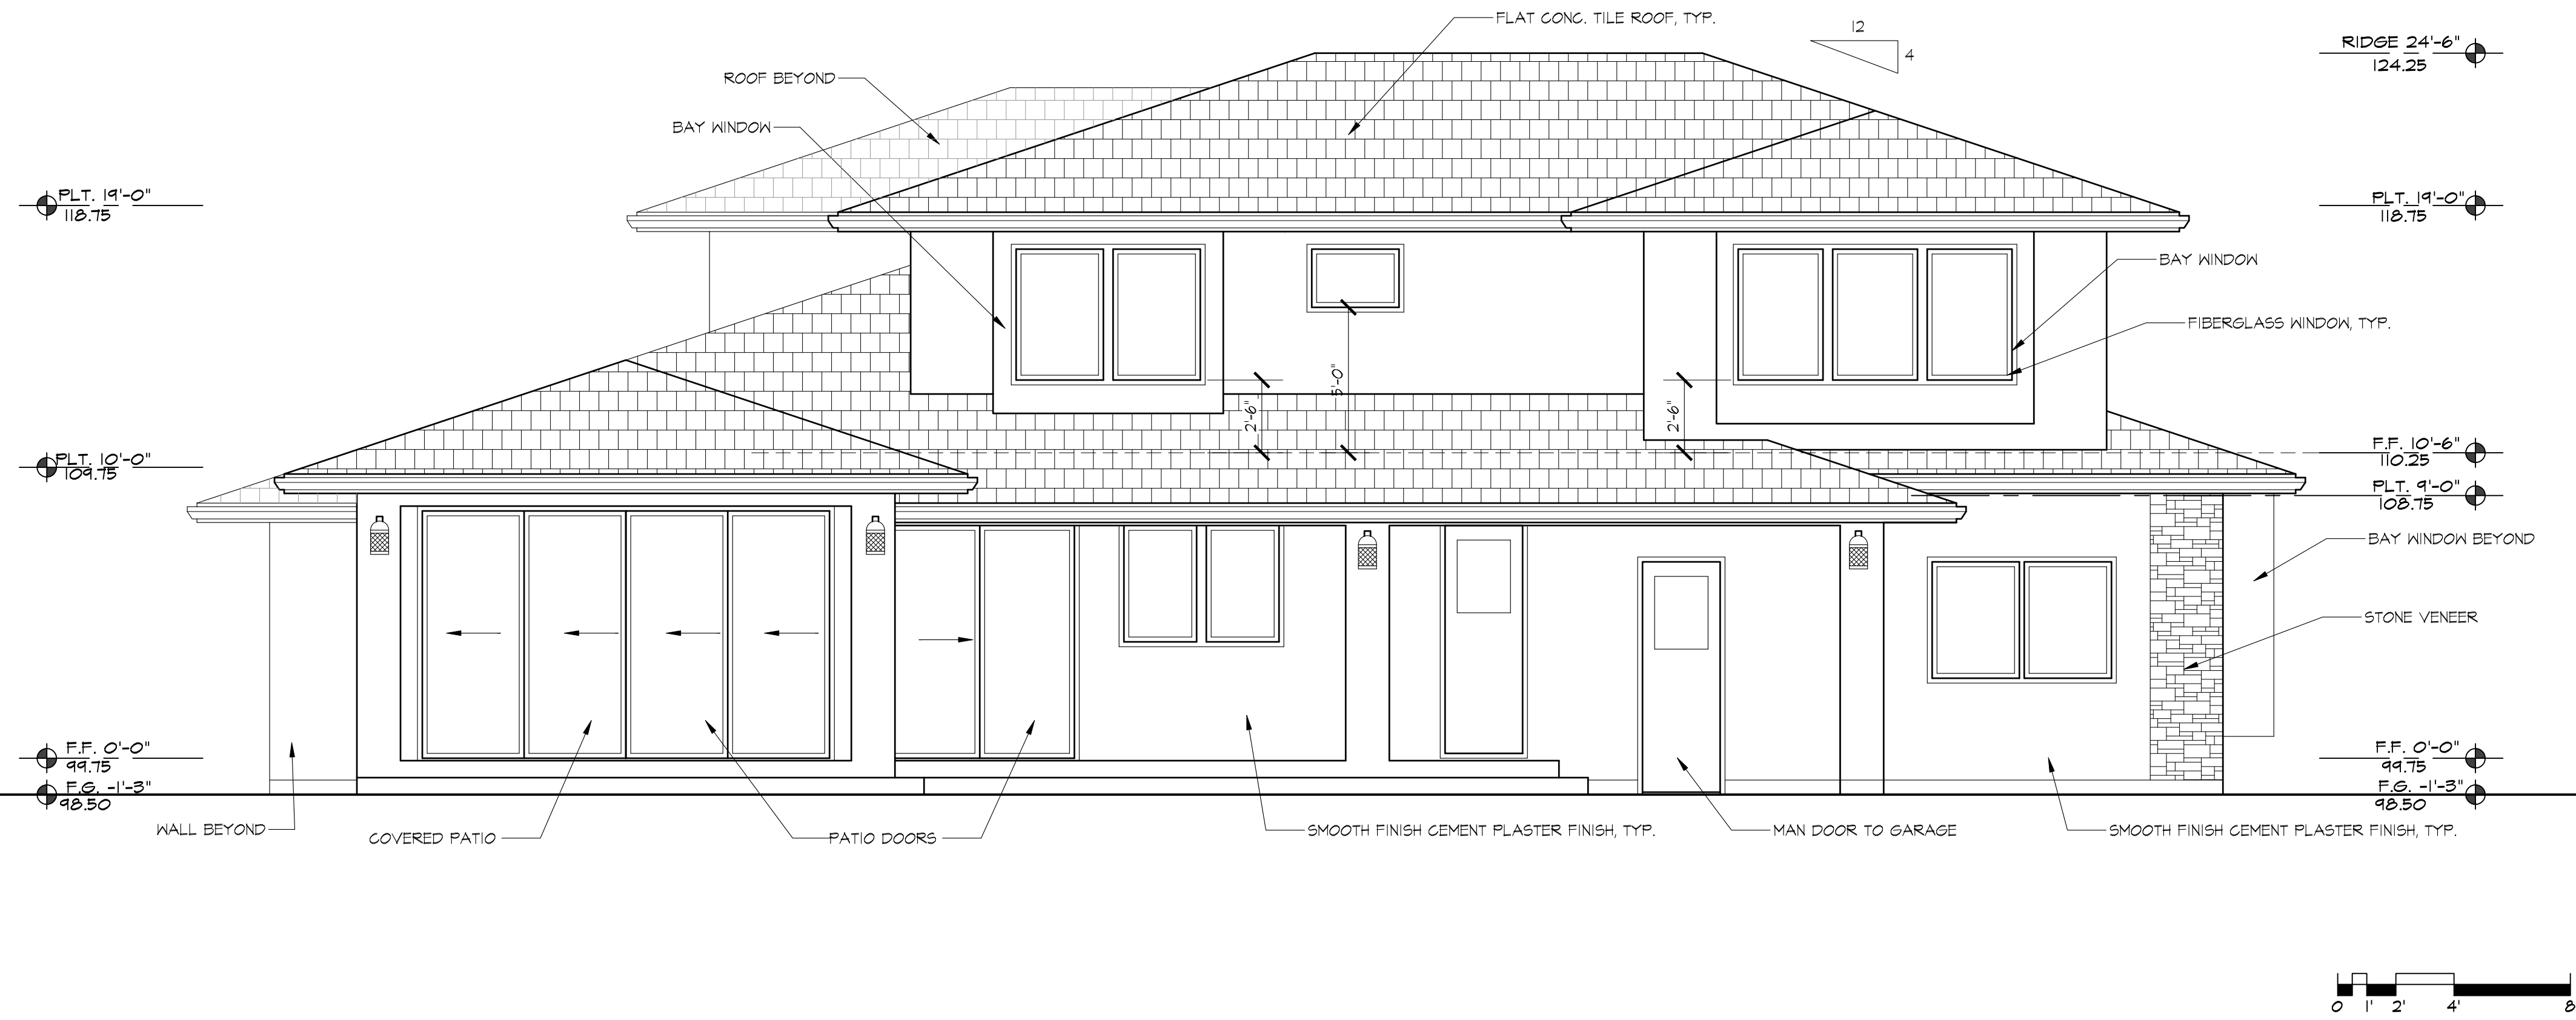 FLAT CONC. TILE ROOF, TYP.
12
4
RIDGE 24'-6"
124.25
ROOF BEYOND
BAY WINDOW
PLT. 19'-0"
118.75
PLT. 19'-0"
118.75
BAY WINDOW
FIBERGLASS WINDOW, TYP.
5'-0"
2'-6"
2'-6"
PLT. 10'-0"
109.75
F.F. 10'-6"
110.25
PLT. 9'-0"
108.75
BAY WINDOW BEYOND
STONE VENEER
F.F. 0'-0"
99.75
F.G. -1'-3"
98.50
F.F. 0'-0"
99.75
F.G. -1'-3"
98.50
WALL BEYOND
COVERED PATIO
PATIO DOORS
SMOOTH FINISH CEMENT PLASTER FINISH, TYP.
MAN DOOR TO GARAGE
SMOOTH FINISH CEMENT PLASTER FINISH, TYP.
0 1' 2' 4' 8